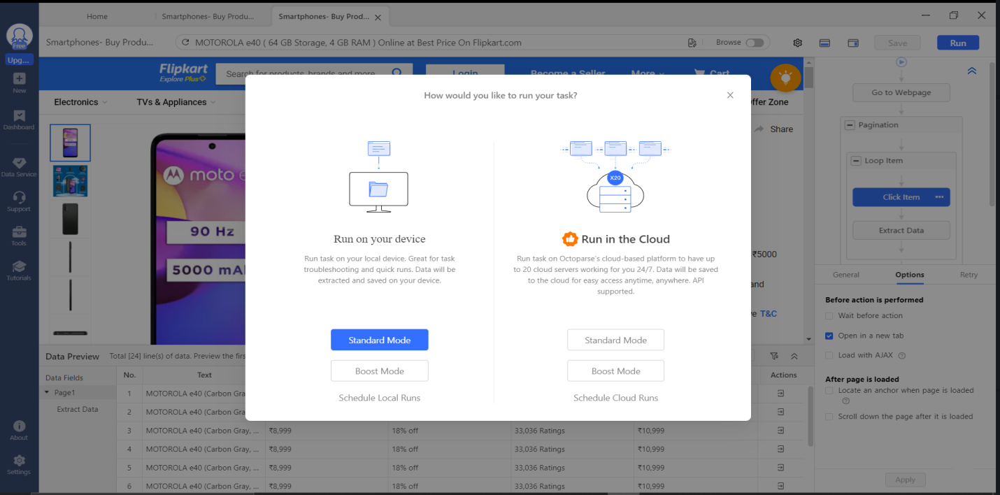 Home
Smartphones- Buy Produ...
Smartphones- Buy Prod...
Free
Upg...
New
Dashboard
Data Service
Support
Tools
Tutorials
About
Settings
Smartphones- Buy Produ...
MOTOROLA e40 ( 64 GB Storage, 4 GB RAM ) Online at Best Price On Flipkart.com
Browse
Save
Run
Flipkart
Explore Plus
Search for products, brands and more
Login
Become a Seller
More
Cart
Electronics
TVs & Appliances
ffer Zone
Share
moto e
90 Hz
5000 mA
₹5000
and
e T&C
How would you like to run your task?
Run on your device
Run task on your local device. Great for task
troubleshooting and quick runs. Data will be
extracted and saved on your device.
Standard Mode
Boost Mode
Schedule Local Runs
X20
Run in the Cloud
Run task on Octoparse's cloud-based platform to have up
to 20 cloud servers working for you 24/7. Data will be saved
to the cloud for easy access anytime, anywhere. API
supported.
Standard Mode
Boost Mode
Schedule Cloud Runs
Go to Webpage
Pagination
Loop Item
Click Item
Extract Data
General
Options
Retry
Before action is performed
Wait before action
Open in a new tab
Load with AJAX
After page is loaded
Locate an anchor when page is loaded
Scroll down the page after it is loaded
Apply
Data Preview
Total [24] line(s) of data. Preview the firs
Data Fields
Page1
Extract Data
No. Text Actions
1 MOTOROLA e40 (Carbon Gra
2 MOTOROLA e40 (Carbon Gra
3 MOTOROLA e40 (Carbon Gray, ... ₹8,999 18% off 33,036 Ratings ₹10,999
4 MOTOROLA e40 (Carbon Gray, ... ₹8,999 18% off 33,036 Ratings ₹10,999
5 MOTOROLA e40 (Carbon Gray, ... ₹8,999 18% off 33,036 Ratings ₹10,999
6 MOTOROLA e40 (Carbon Gray, ... ₹8,999 18% off 33,036 Ratings ₹10,999